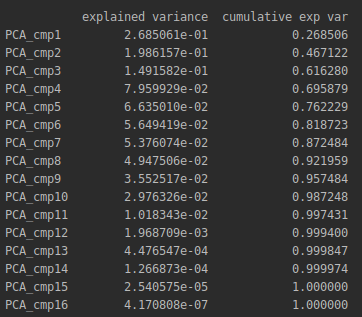 explained variance cumulative exp var
PCA_cmp1 2.685061e-01 0.268506
PCA_cmp2 1.986157e-01 0.467122
PCA_cmp3 1.491582e-01 0.616280
PCA_cmp4 7.959929e-02 0.695879
PCA_cmp5 6.635010e-02 0.762229
PCA_cmp6 5.649419e-02 0.818723
PCA_cmp7 5.376074e-02 0.872484
PCA_cmp8 4.947506e-02 0.921959
PCA_cmp9 3.552517e-02 0.957484
PCA_cmp10 2.976326e-02 0.987248
PCA_cmp11 1.018343e-02 0.997431
PCA_cmp12 1.968709e-03 0.999400
PCA_cmp13 4.476547e-04 0.999847
PCA_cmp14 1.266873e-04 0.999974
PCA_cmp15 2.540575e-05 1.000000
PCA_cmp16 4.170808e-07 1.000000